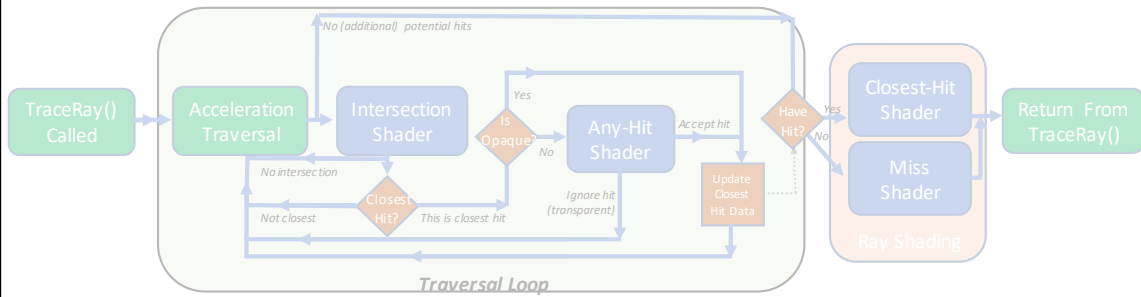 No (additional) potential hits
TraceRay()
Called
Acceleration
Traversal
Intersection
Shader
No intersection
Closest
Hit?
Not closest
This is closest hit
Is
Opaque?
Yes
No
Any-Hit
Shader
Accept hit
Ignore hit
(transparent)
Update
Closest
Hit Data
Traversal Loop
Have
Hit?
Yes
No
Closest-Hit
Shader
Miss
Shader
Ray Shading
Return From
TraceRay()